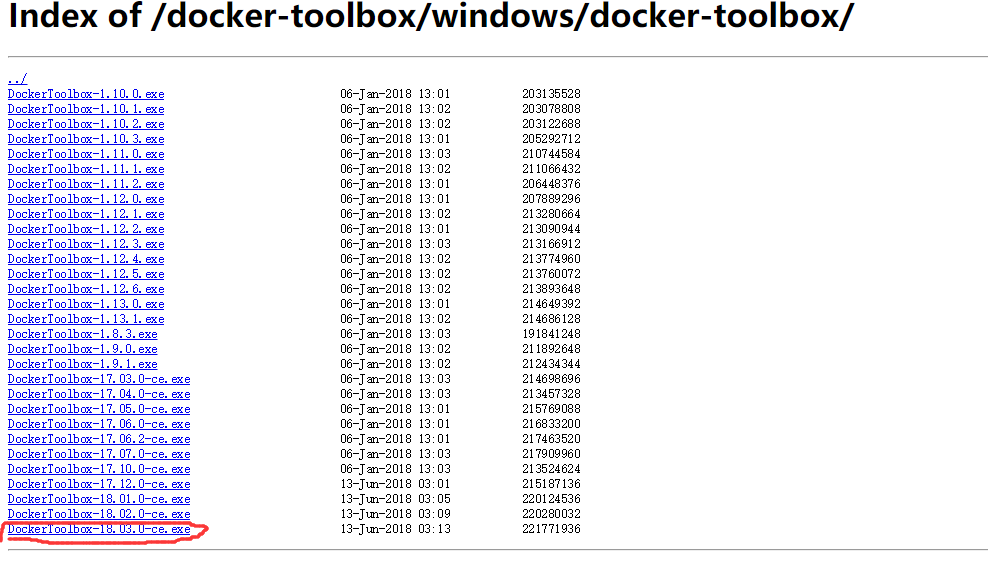 Index of /docker-toolbox/windows/docker-toolbox/
../
DockerToolbox-1.10.0.exe 06-Jan-2018 13:01 203135528
DockerToolbox-1.10.1.exe 06-Jan-2018 13:02 203078808
DockerToolbox-1.10.2.exe 06-Jan-2018 13:02 203122688
DockerToolbox-1.10.3.exe 06-Jan-2018 13:01 205292712
DockerToolbox-1.11.0.exe 06-Jan-2018 13:03 210744584
DockerToolbox-1.11.1.exe 06-Jan-2018 13:02 211066432
DockerToolbox-1.11.2.exe 06-Jan-2018 13:01 206448376
DockerToolbox-1.12.0.exe 06-Jan-2018 13:01 207889296
DockerToolbox-1.12.1.exe 06-Jan-2018 13:02 213280664
DockerToolbox-1.12.2.exe 06-Jan-2018 13:01 213090944
DockerToolbox-1.12.3.exe 06-Jan-2018 13:03 213166912
DockerToolbox-1.12.4.exe 06-Jan-2018 13:02 213774960
DockerToolbox-1.12.5.exe 06-Jan-2018 13:02 213760072
DockerToolbox-1.12.6.exe 06-Jan-2018 13:02 213893648
DockerToolbox-1.13.0.exe 06-Jan-2018 13:01 214649392
DockerToolbox-1.13.1.exe 06-Jan-2018 13:02 214686128
DockerToolbox-1.8.3.exe 06-Jan-2018 13:03 191841248
DockerToolbox-1.9.0.exe 06-Jan-2018 13:02 211892648
DockerToolbox-1.9.1.exe 06-Jan-2018 13:02 212434344
DockerToolbox-17.03.0-ce.exe 06-Jan-2018 13:03 214698696
DockerToolbox-17.04.0-ce.exe 06-Jan-2018 13:03 213457328
DockerToolbox-17.05.0-ce.exe 06-Jan-2018 13:01 215769088
DockerToolbox-17.06.0-ce.exe 06-Jan-2018 13:01 216833200
DockerToolbox-17.06.2-ce.exe 06-Jan-2018 13:01 217463520
DockerToolbox-17.07.0-ce.exe 06-Jan-2018 13:03 217909960
DockerToolbox-17.10.0-ce.exe 06-Jan-2018 13:03 213524624
DockerToolbox-17.12.0-ce.exe 13-Jun-2018 03:01 215187136
DockerToolbox-18.01.0-ce.exe 13-Jun-2018 03:05 220124536
DockerToolbox-18.02.0-ce.exe 13-Jun-2018 03:09 220280032
DockerToolbox-18.03.0-ce.exe 13-Jun-2018 03:13 221771936